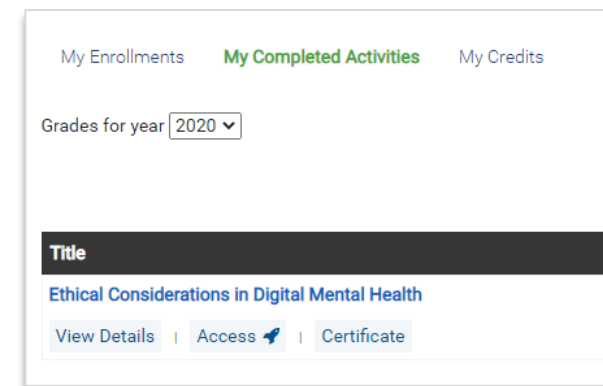 My Enrollments My Completed Activities My Credits
Grades for year 2020
Title
Ethical Considerations in Digital Mental Health
View Details | Access | Certificate